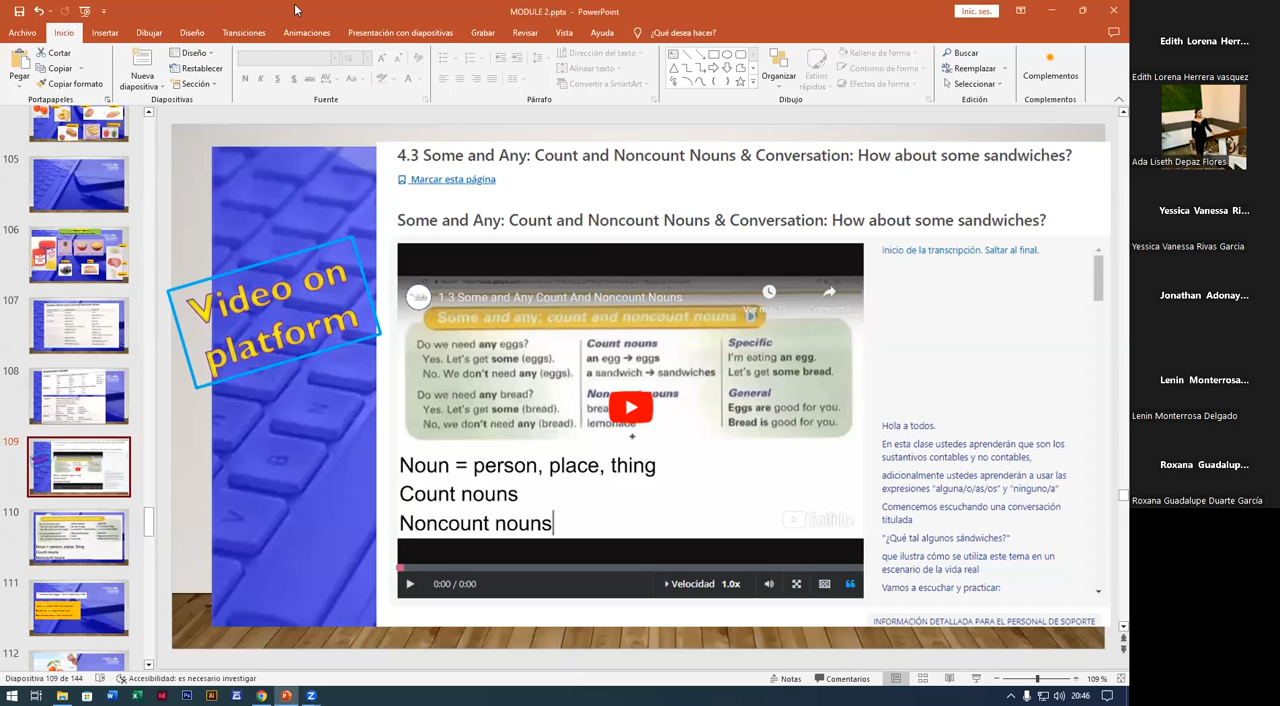 MODULE 2.pptx - PowerPoint
Inic. ses.
Archivo Inicio Insertar Dibujar Diseño Transiciones Animaciones Presentación con diapositivas Grabar Revisar Vista Ayuda ¿Qué desea hacer?
Pegar
Cortar
Copiar
Copiar formato
Portapapeles
Nueva diapositiva
Diseño
Restablecer
Sección
Diapositivas
18
N
Aa
Fuente
Dirección del texto
Alinear texto
Convertir a SmartArt
Párrafo
Organizar
Estilos rápidos
Relleno de forma
Contorno de forma
Efectos de forma
Dibujo
Buscar
Reemplazar
Seleccionar
Edición
Complementos
Complementos
105
106
107
108
109
110
111
112
4.3 Some and Any: Count and Noncount Nouns & Conversation: How about some sandwiches?
Marcar esta página
Some and Any: Count and Noncount Nouns & Conversation: How about some sandwiches?
Video on
platform
1.3 Some and Any Count And Noncount Nouns
Do we need any eggs?
Yes. Let's get some (eggs).
No. We don't need any (eggs).
Do we need any bread?
Yes. Let's get some (bread).
No, we don't need any (bread).
Count nouns
an egg → eggs
a sandwich → sandwiches
lemonade
Specific
I'm eating an egg.
Let's get some bread.
General
Eggs are good for you.
Bread is good for you.
Noun = person, place, thing
Count nouns
Noncount nouns
0:00 / 0:00
Velocidad 1.0x
Inicio de la transcripción. Saltar al final.
Hola a todos.
En esta clase ustedes aprenderán que son los
sustantivos contables y no contables,
adicionalmente ustedes aprenderán a usar las
expresiones "alguna/o/as/os" y "ninguno/a"
Comencemos escuchando una conversación
titulada
"¿Qué tal algunos sándwiches?"
que ilustra cómo se utiliza este tema en un
escenario de la vida real
Vamos a escuchar y practicar:
INFORMACIÓN DETALLADA PARA EL PERSONAL DE SOPORTE
Edith Lorena Herr...
Edith Lorena Herrera vasquez
Ada Liseth Depaz Flores
Yessica Vanessa Ri...
Yessica Vanessa Rivas Garcia
Jonathan Adonay...
Lenin Monterrosa...
Lenin Monterrosa Delgado
Roxana Guadalup...
Roxana Guadalupe Duarte García
Diapositiva 109 de 144
Accesibilidad: es necesario investigar
Notas
Comentarios
109 %
20:46